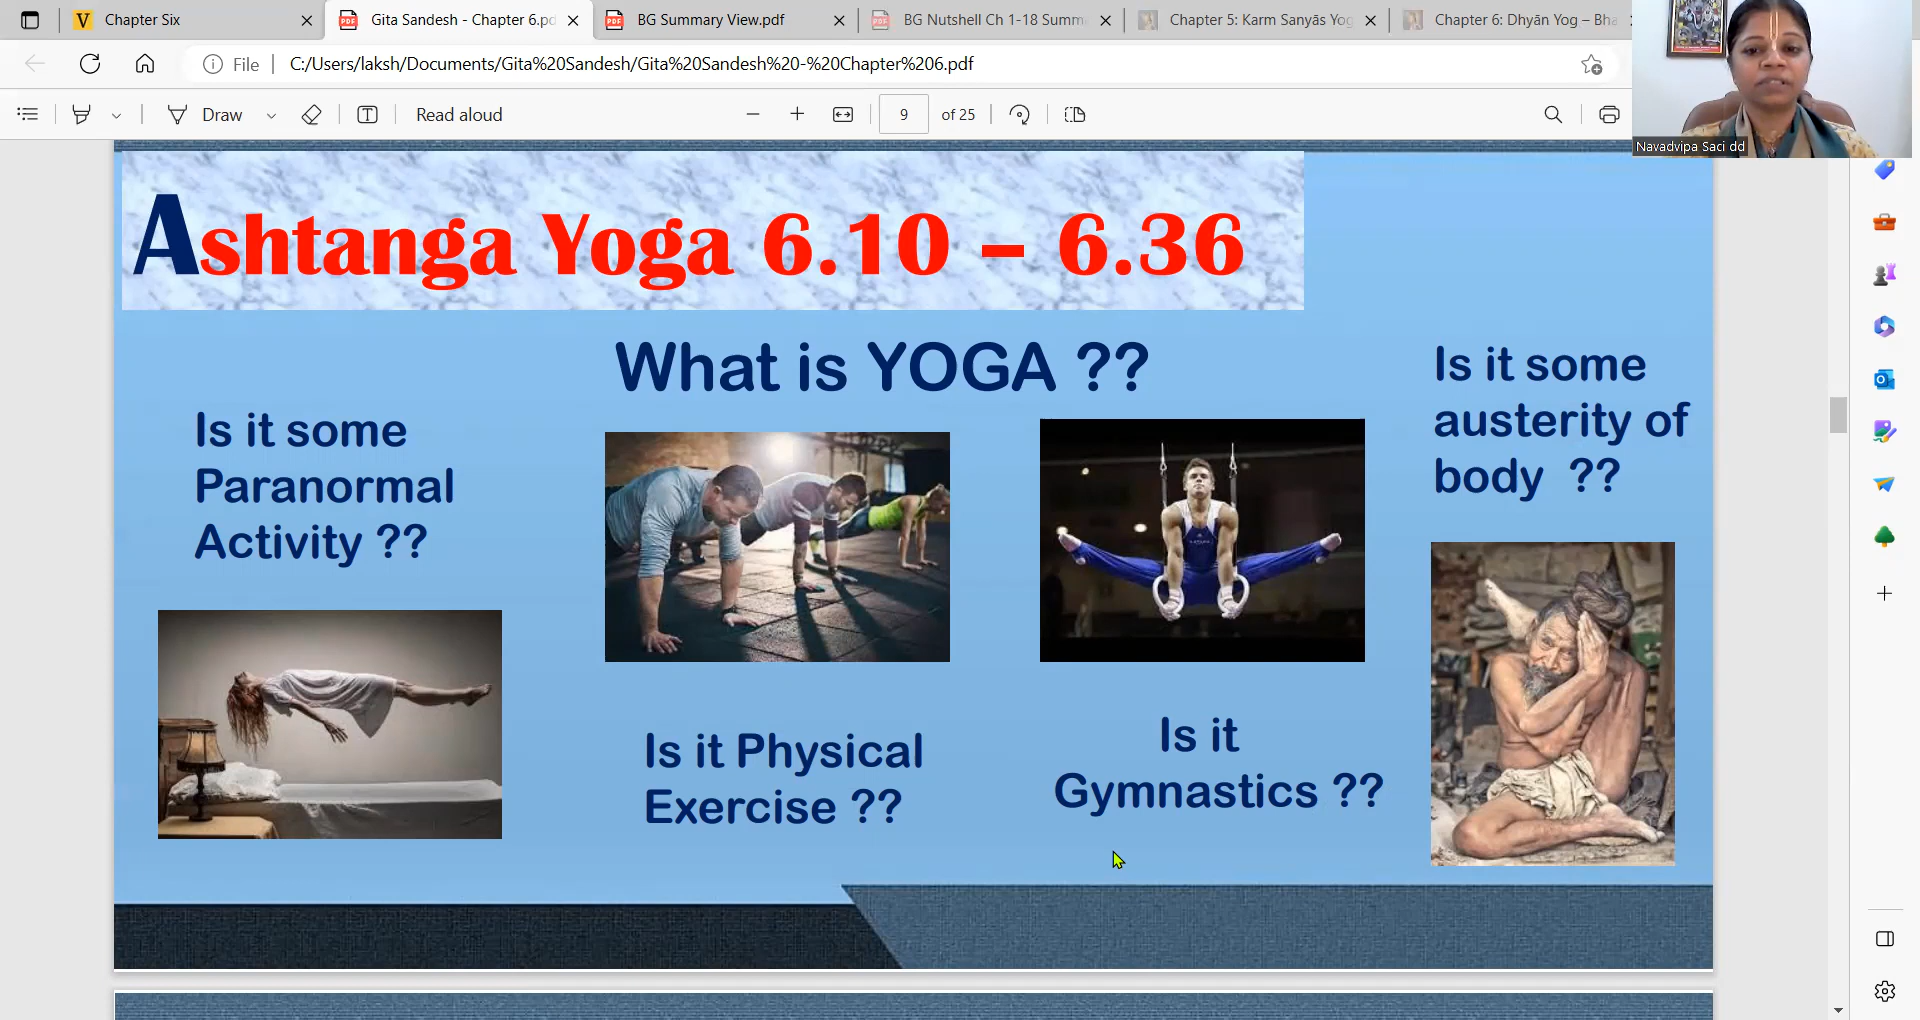 Chapter Six
Gita Sandesh - Chapter 6.pd
BG Summary View.pdf
BG Nutshell Ch 1-18 Summ
Chapter 5: Karm Sanyās Yog
Chapter 6: Dhyān Yog – Bha
File
C:/Users/laksh/Documents/Gita%20Sandesh/Gita%20Sandesh%20-%20Chapter%206.pdf
Draw
Read aloud
9
of 25
Navadvipa Saci dd
Ashtanga Yoga 6.10 – 6.36
What is YOGA ??
Is it some
Paranormal
Activity ??
Is it Physical
Exercise ??
Is it
Gymnastics ??
Is it some
austerity of
body ??